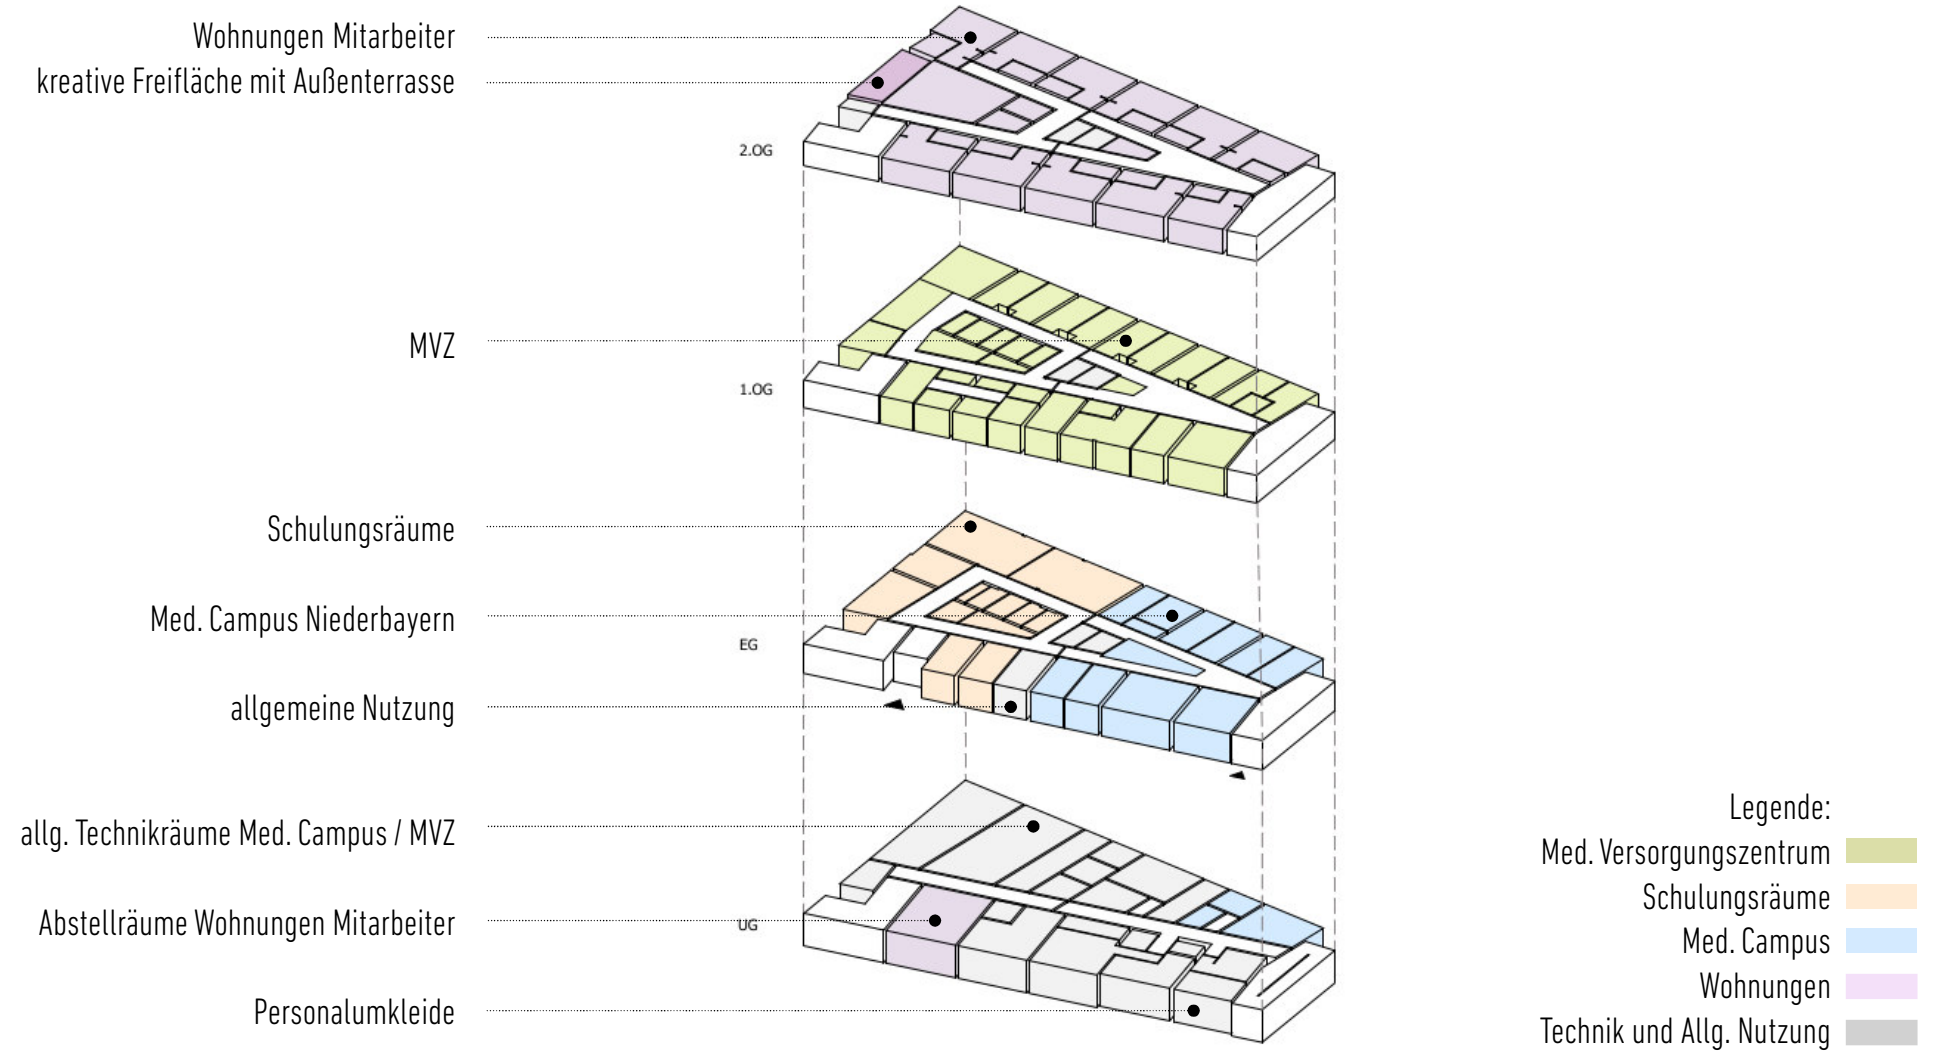 Wohnungen Mitarbeiter
kreative Freifläche mit Außenterrasse
2.OG
MVZ
1.OG
Schulungsräume
Med. Campus Niederbayern
EG
allgemeine Nutzung
allg. Technikräume Med. Campus / MVZ
Abstellräume Wohnungen Mitarbeiter
UG
Personalumkleide
Legende:
Med. Versorgungszentrum
Schulungsräume
Med. Campus
Wohnungen
Technik und Allg. Nutzung